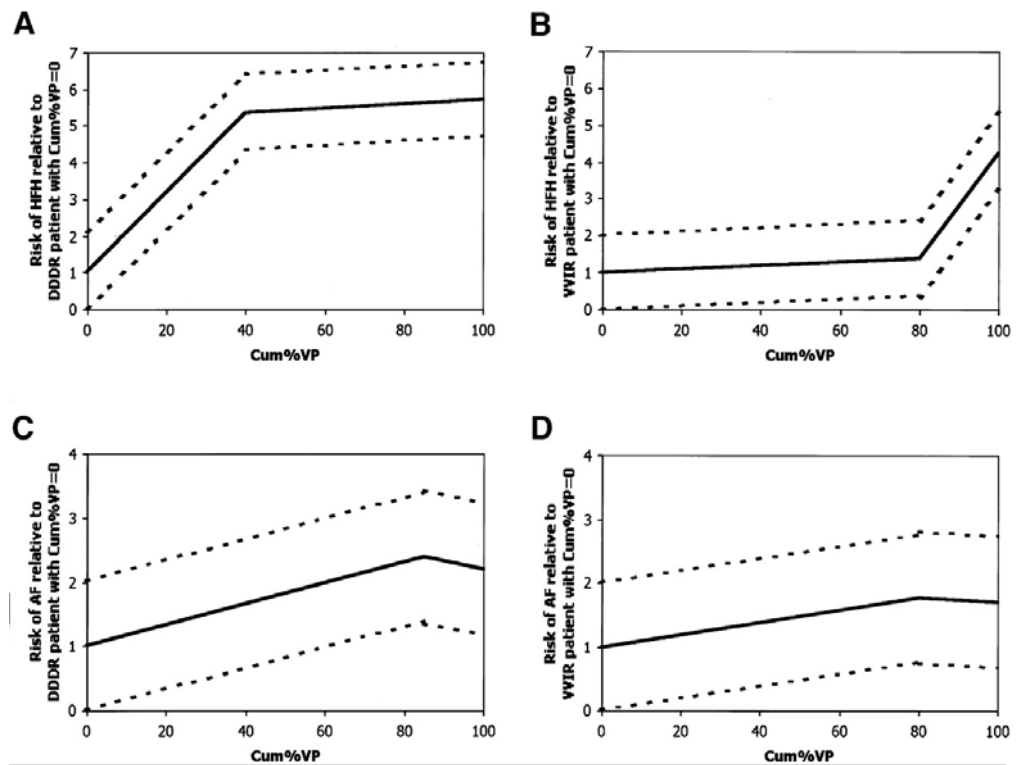 A
Risk of HFH relative to
DDDR patient with Cum%VP=0
7
6
5
4
3
2
1
0
0 20 40 60 80 100
Cum%VP
B
Risk of HFH relative to
VVIR patient with Cum%VP=0
7
6
5
4
3
2
1
0
0 20 40 60 80 100
Cum%VP
C
Risk of AF relative to
DDDR patient with Cum%VP=0
4
3
2
1
0
0 20 40 60 80 100
Cum%VP
D
Risk of AF relative to
VVIR patient with Cum%VP=0
4
3
2
1
0
0 20 40 60 80 100
Cum%VP